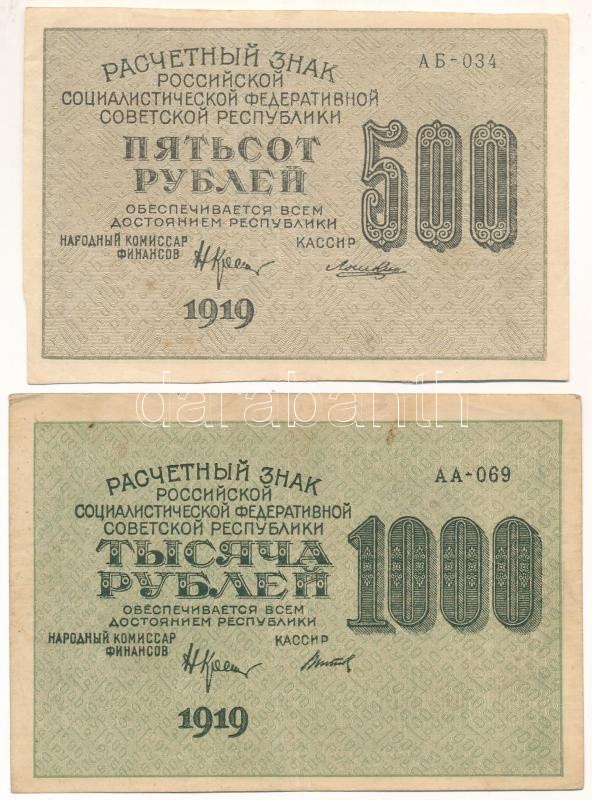 РАСЧЕТНЫЙ ЗНАК
РОССИЙСКОЙ
СОЦИАЛИСТИЧЕСКОЙ ФЕДЕРАТИВНОЙ
СОВЕТСКОЙ РЕСПУБЛИКИ
ПЯТЬСОТ
РУБЛЕЙ
ОБЕСПЕЧИВАЕТСЯ ВСЕМ
ДОСТОЯНИЕМ РЕСПУБЛИКИ
НАРОДНЫЙ КОМИССАР
ФИНАНСОВ
КАССИР
1919
АБ-034
500
darabanth
РАСЧЕТНЫЙ ЗНАК
РОССИЙСКОЙ
СОЦИАЛИСТИЧЕСКОЙ ФЕДЕРАТИВНОЙ
СОВЕТСКОЙ РЕСПУБЛИКИ
ТЫСЯЧА
РУБЛЕЙ
ОБЕСПЕЧИВАЕТСЯ ВСЕМ
ДОСТОЯНИЕМ РЕСПУБЛИКИ
НАРОДНЫЙ КОМИССАР
ФИНАНСОВ
КАССИР
1919
АА-069
1000